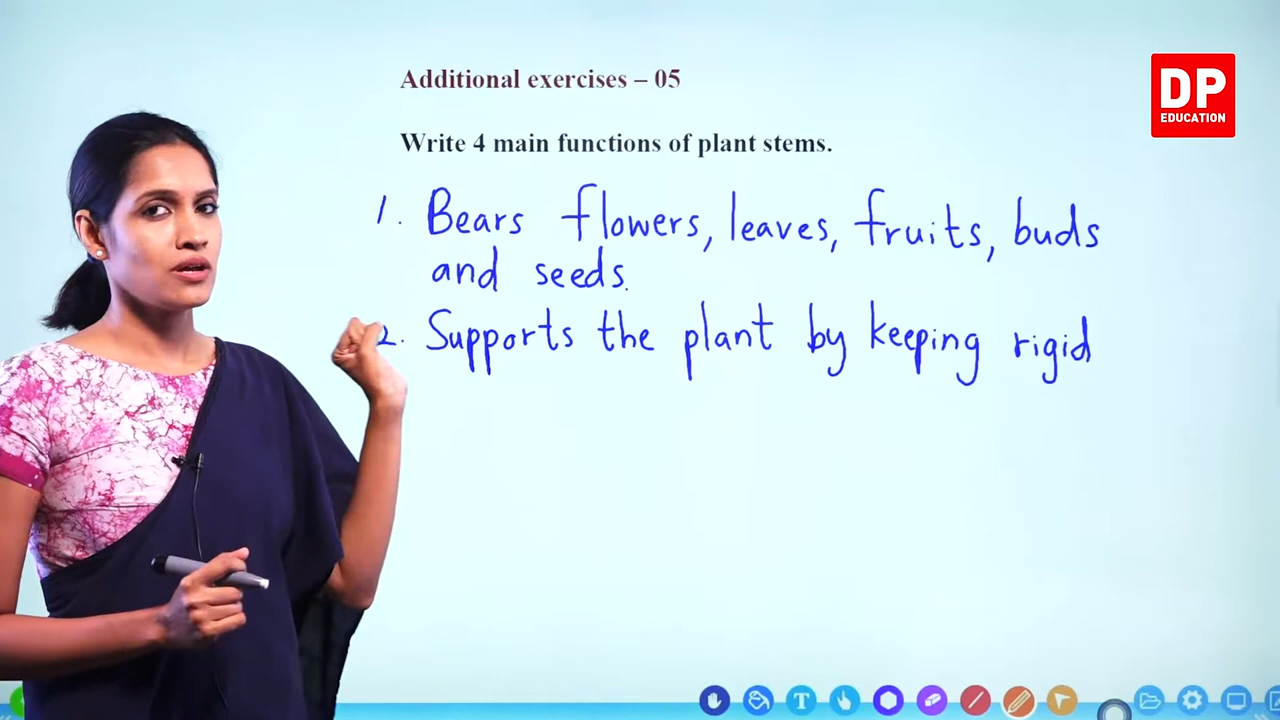 DP
EDUCATION
Additional exercises – 05
Write 4 main functions of plant stems.
1. Bears flowers, leaves, fruits, buds
and seeds.
2. Supports the plant by keeping rigid